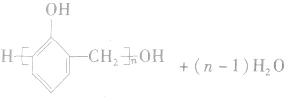 OH
H⁅ CH₂⁆ₙOH + (n−1)H₂O